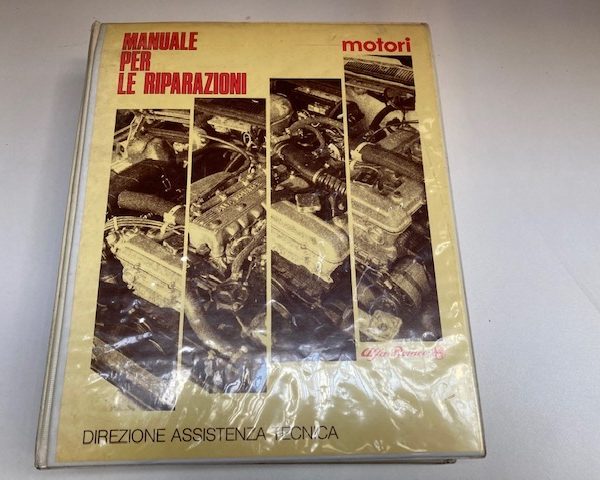 MANUALE
PER
LE RIPARAZIONI
motori
Alfa Romeo
DIREZIONE ASSISTENZA TECNICA